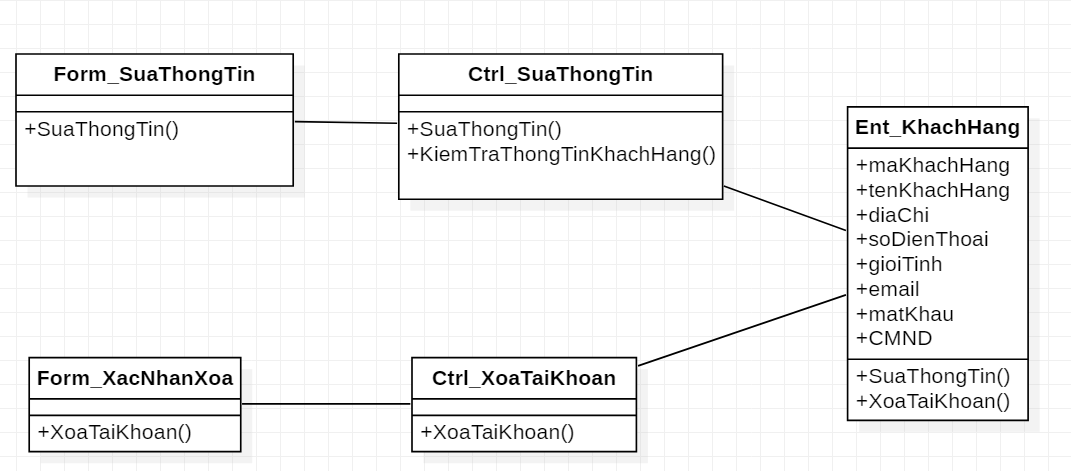 Form_SuaThongTin
+SuaThongTin()
Ctrl_SuaThongTin
+SuaThongTin()
+KiemTraThongTinKhachHang()
Ent_KhachHang
+maKhachHang
+tenKhachHang
+diaChi
+soDienThoai
+gioiTinh
+email
+matKhau
+CMND
+SuaThongTin()
+XoaTaiKhoan()
Form_XacNhanXoa
+XoaTaiKhoan()
Ctrl_XoaTaiKhoan
+XoaTaiKhoan()